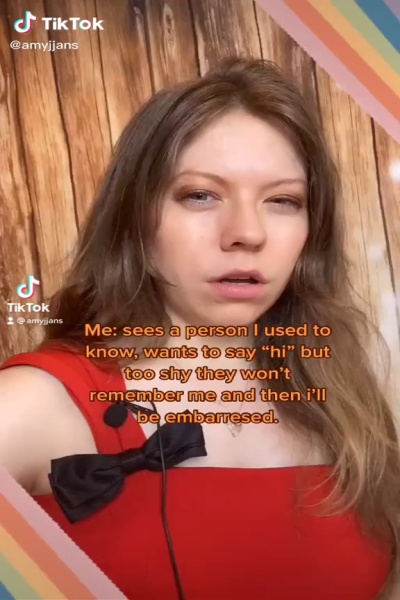 TikTok
@amyjjans
TikTok
@amyjjans
Me: sees a person I used to
know, wants to say “hi” but
too shy they won’t
remember me and then i’ll
be embarresed.